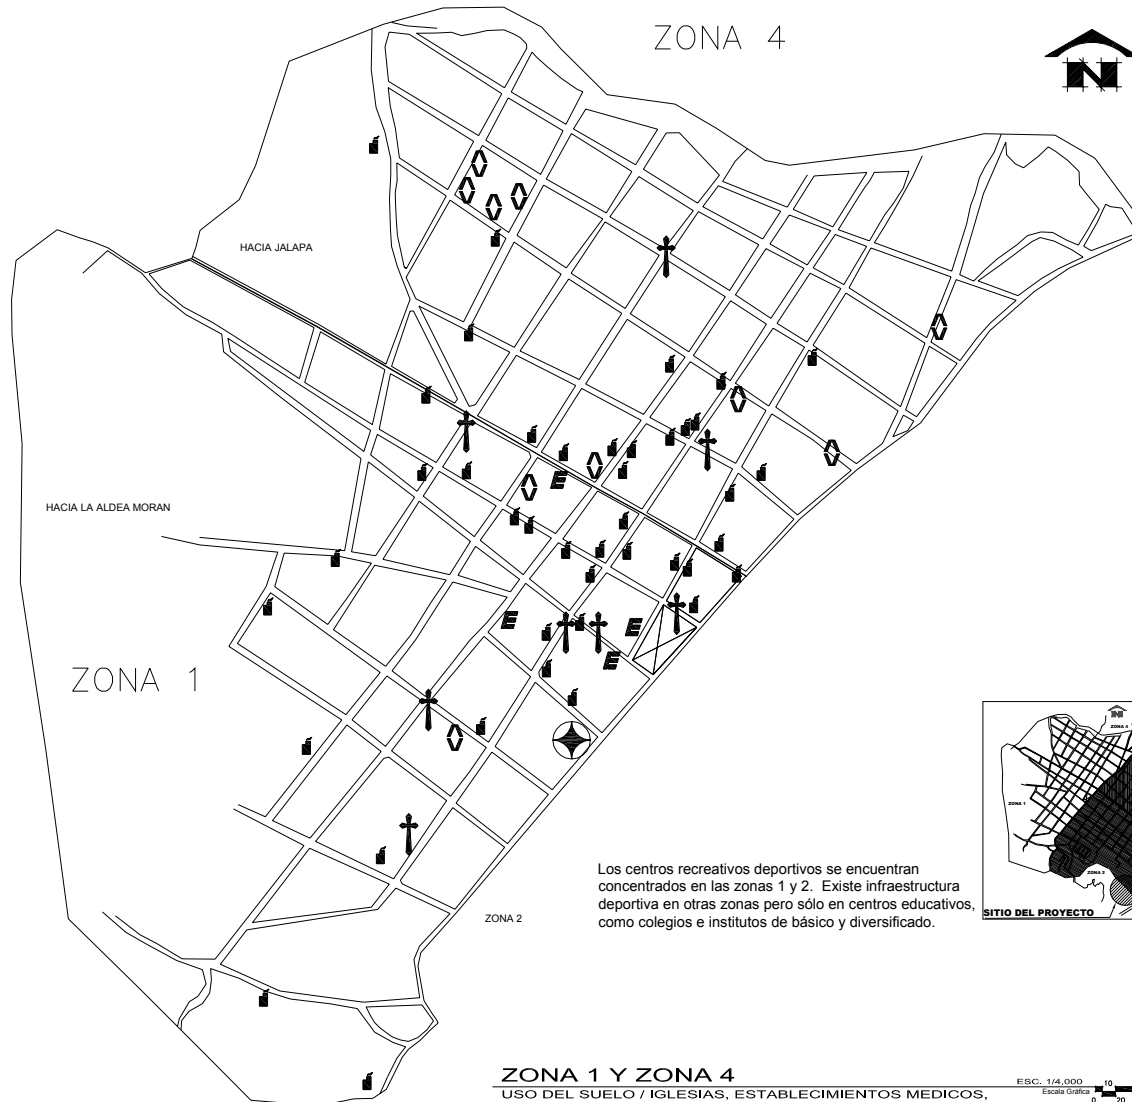 ZONA 4
N
HACIA JALAPA
HACIA LA ALDEA MORAN
E
E
E
E
ZONA 1
N
ZONA 4
ZONA 1
ZONA 2
SITIO DEL PROYECTO
Los centros recreativos deportivos se encuentran
concentrados en las zonas 1 y 2. Existe infraestructura
deportiva en otras zonas pero sólo en centros educativos,
como colegios e institutos de básico y diversificado.
ZONA 2
ZONA 1 Y ZONA 4
USO DEL SUELO / IGLESIAS, ESTABLECIMIENTOS MEDICOS,
ESC. 1/4,000
Escala Gráfica
10
0 20